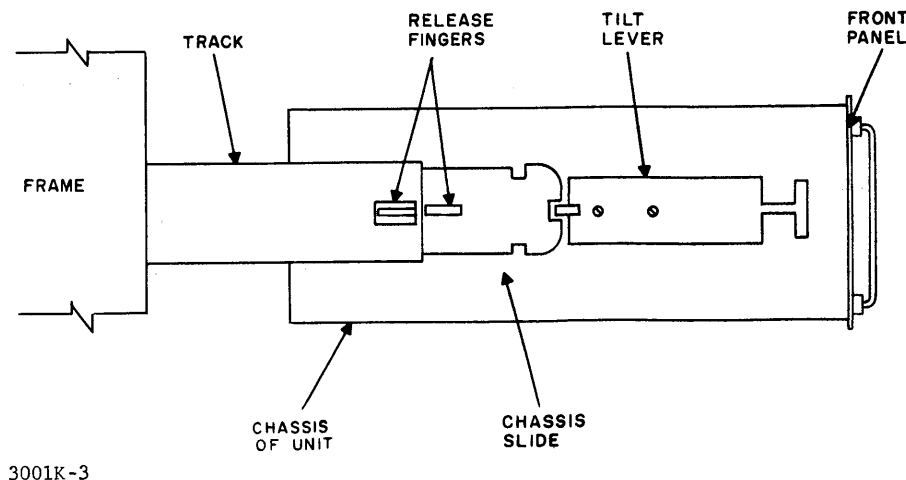 RELEASE
FINGERS
TILT
LEVER
FRONT
PANEL
TRACK
FRAME
CHASSIS
OF UNIT
CHASSIS
SLIDE
3001K-3